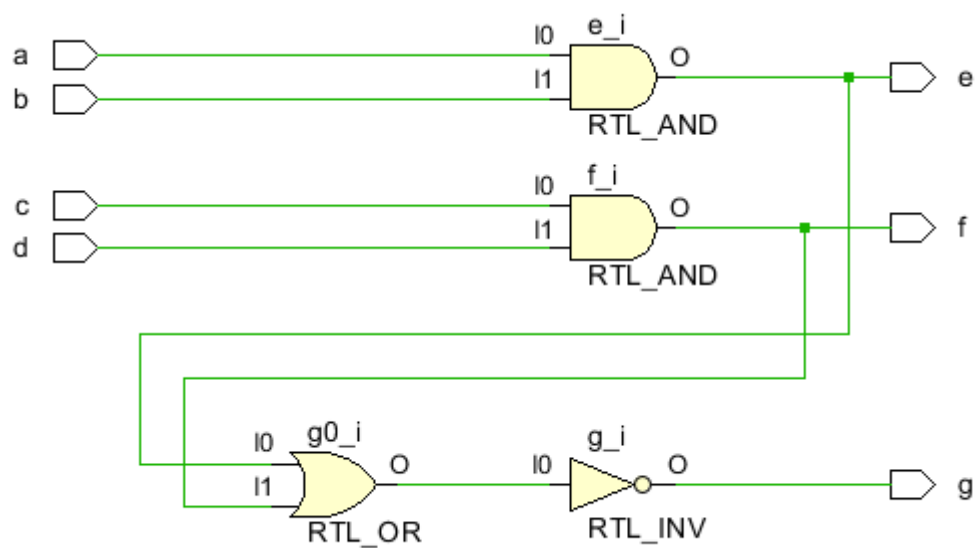 e_i
a
I0
O
e
b
I1
RTL_AND
f_i
c
I0
O
f
d
I1
RTL_AND
g0_i
g_i
I0
O
I0
O
g
I1
RTL_OR
RTL_INV